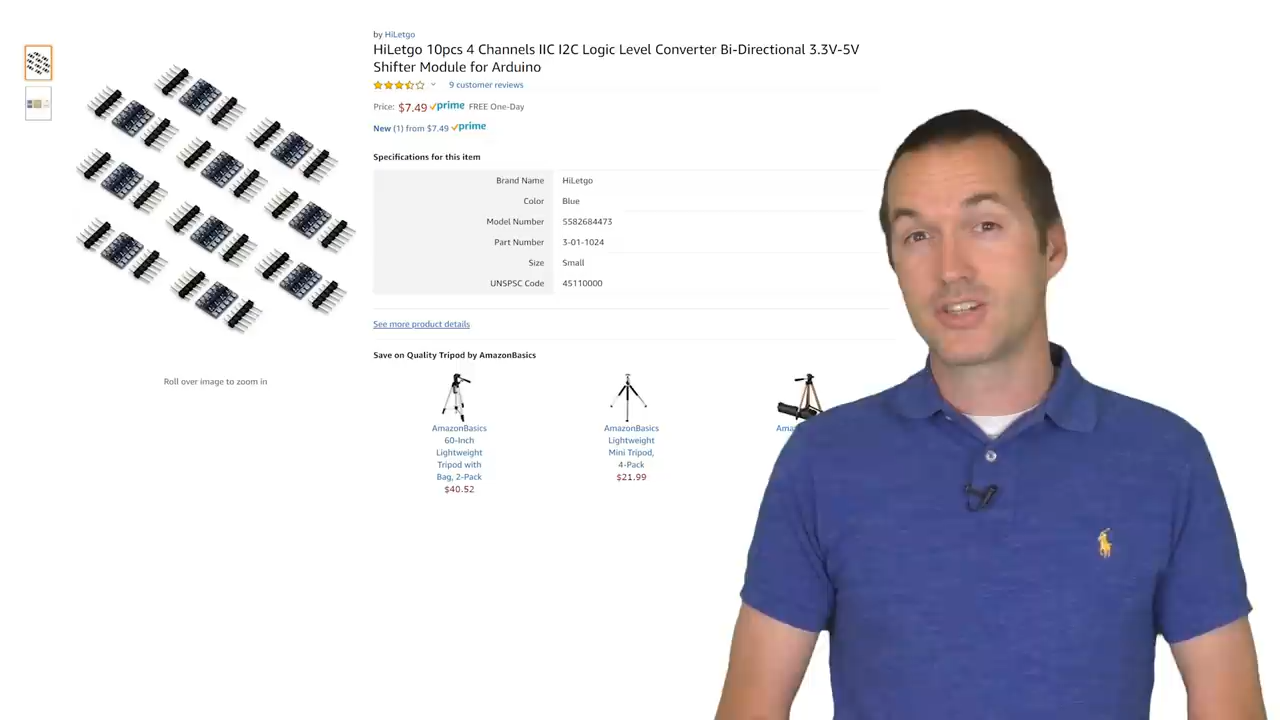 by HiLetgo
HiLetgo 10pcs 4 Channels IIC I2C Logic Level Converter Bi-Directional 3.3V-5V
Shifter Module for Arduino
9 customer reviews
Price: $7.49 prime FREE One-Day
New (1) from $7.49 prime
Specifications for this item
Brand Name HiLetgo
Color Blue
Model Number 5582684473
Part Number 3-01-1024
Size Small
UNSPSC Code 45110000
See more product details
Roll over image to zoom in
Save on Quality Tripod by AmazonBasics
AmazonBasics
60-Inch
Lightweight
Tripod with
Bag, 2-Pack
$40.52
AmazonBasics
Lightweight
Mini Tripod,
4-Pack
$21.99
Ama